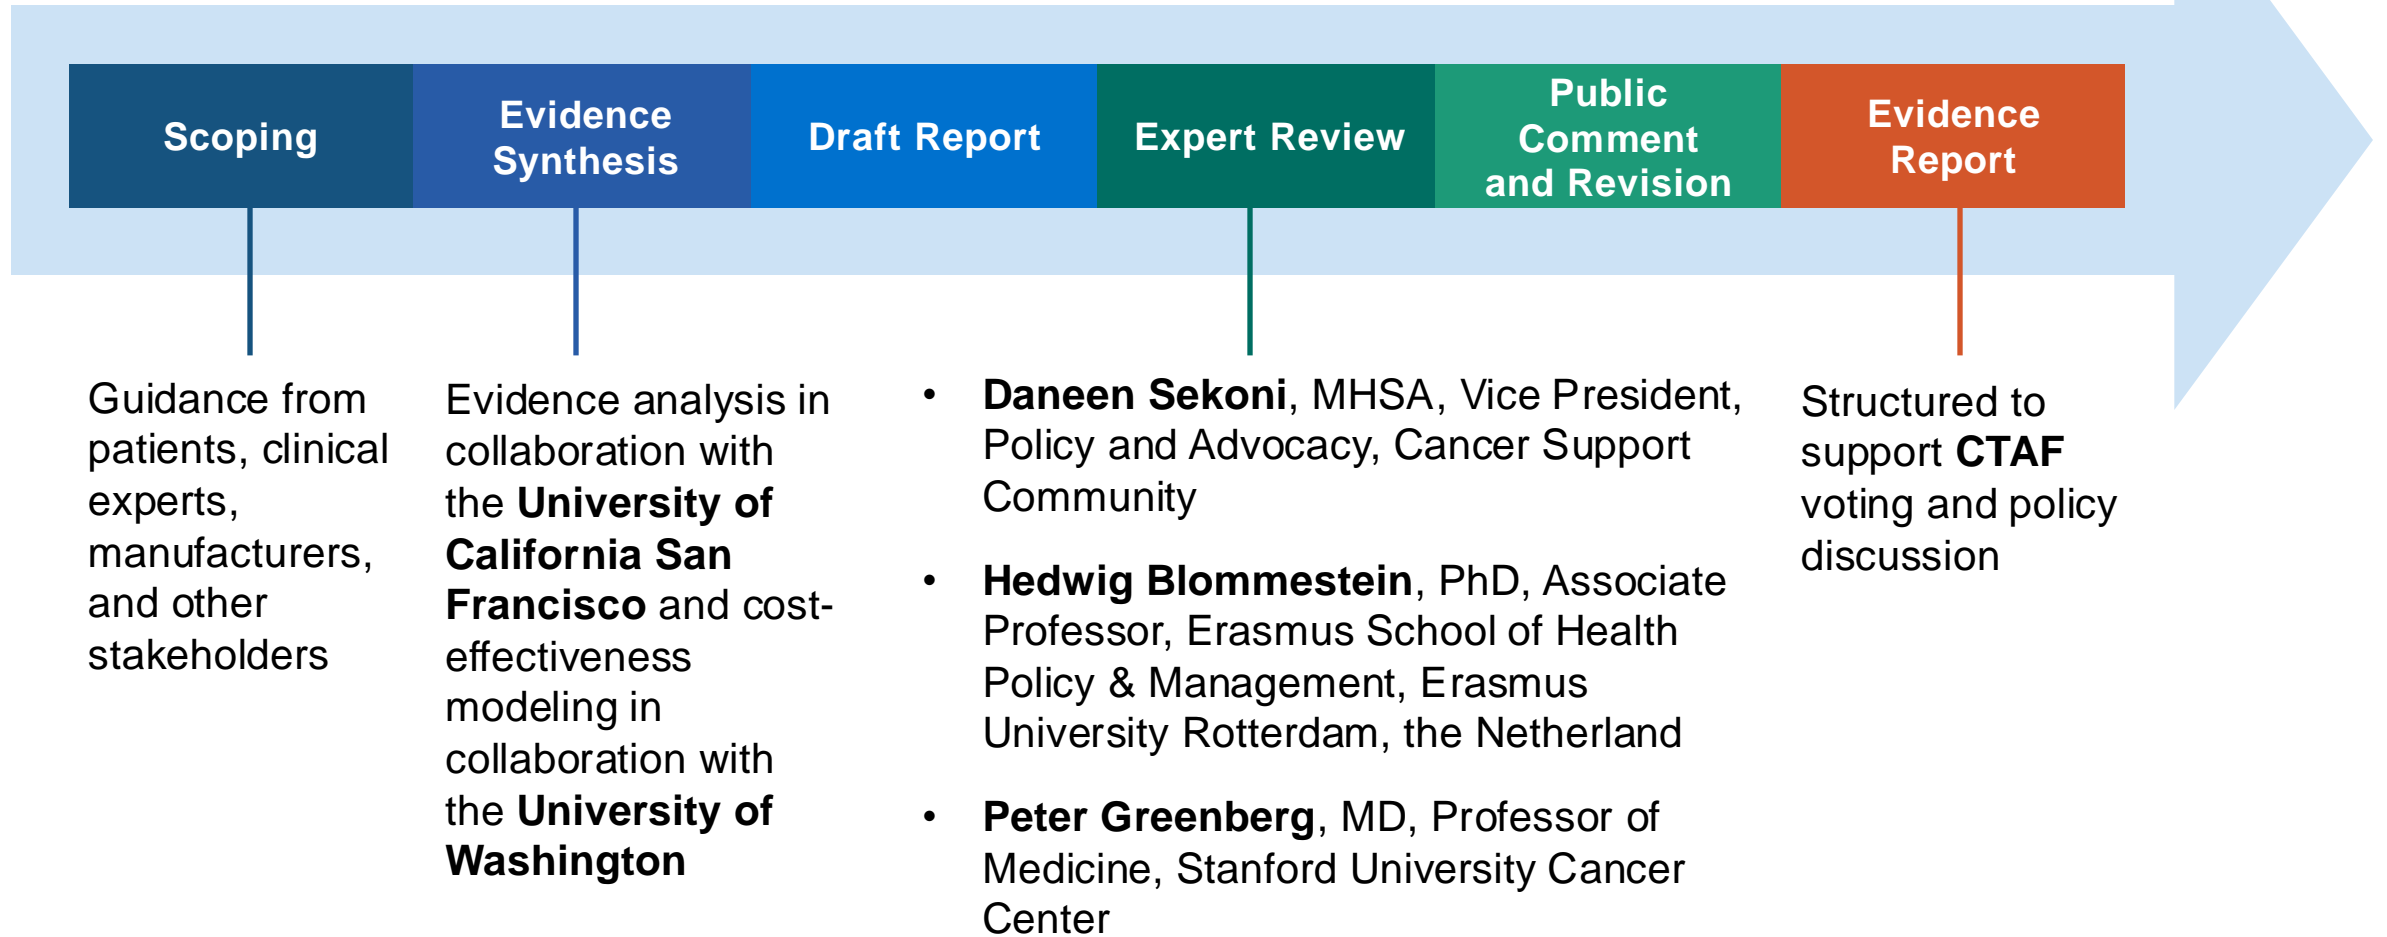 Scoping
Evidence
Synthesis
Draft Report
Expert Review
Public
Comment
and Revision
Evidence
Report
Guidance from
patients, clinical
experts,
manufacturers,
and other
stakeholders
Evidence analysis in
collaboration with
the University of
California San
Francisco and cost-
effectiveness
modeling in
collaboration with
the University of
Washington
• Daneen Sekoni, MHSA, Vice President,
Policy and Advocacy, Cancer Support
Community
• Hedwig Blommestein, PhD, Associate
Professor, Erasmus School of Health
Policy & Management, Erasmus
University Rotterdam, the Netherland
• Peter Greenberg, MD, Professor of
Medicine, Stanford University Cancer
Center
Structured to
support CTAF
voting and policy
discussion